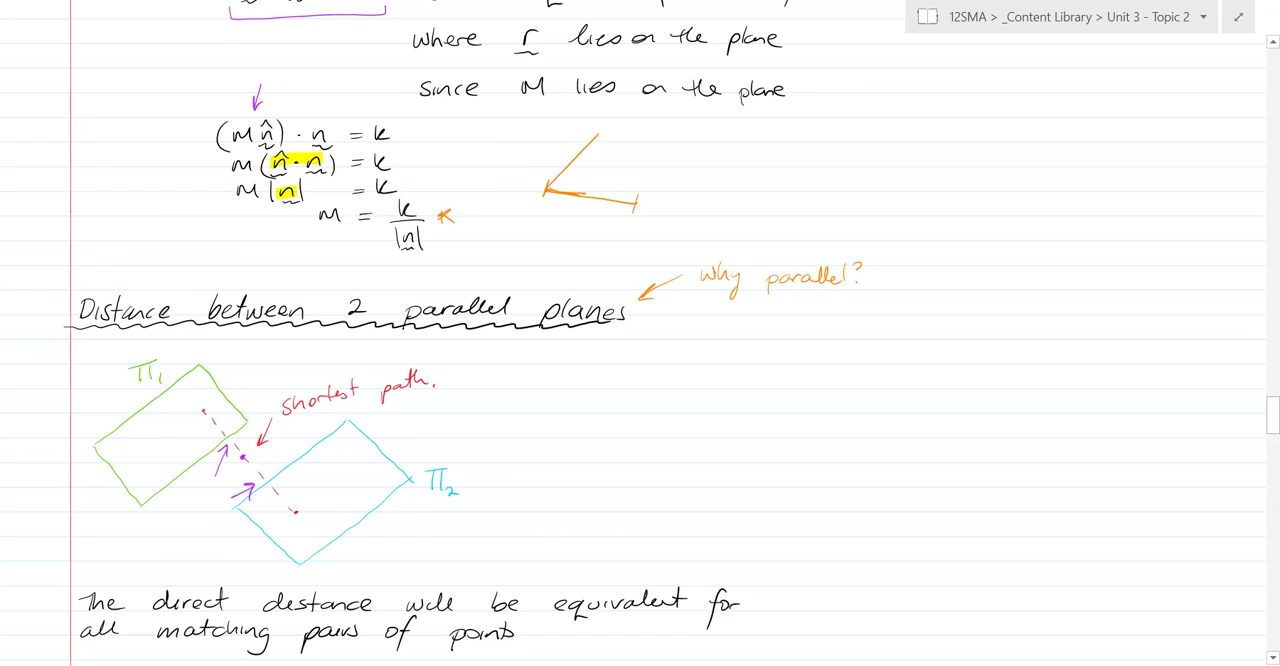 12SMA > _Content Library > Unit 3 - Topic 2
where r lies on the plane
since M lies on the plane
(m n̂) · n = k
m (n̂ · n) = k
m |n| = k
m = k / |n| *
why parallel?
Distance between 2 parallel planes
π₁
shortest path.
π₂
The direct distance will be equivalent for
all matching pairs of points